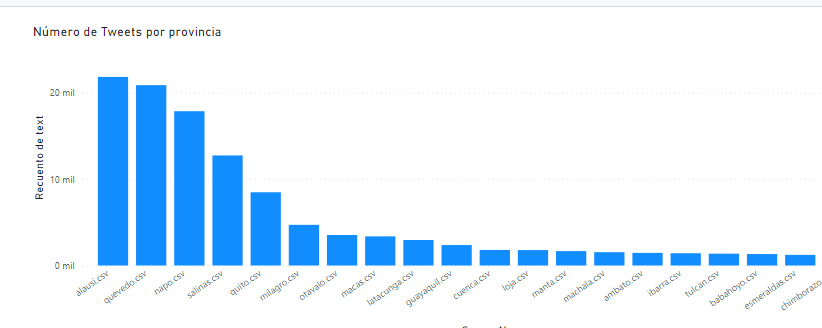 Número de Tweets por provincia
Recuento de text
20 mil
10 mil
0 mil
alausi.csv
quevedo.csv
napo.csv
salinas.csv
quito.csv
milagro.csv
otavalo.csv
macas.csv
latacunga.csv
guayaquil.csv
cuenca.csv
loja.csv
manta.csv
machala.csv
ambato.csv
ibarra.csv
tulcan.csv
babahoyo.csv
esmeraldas.csv
chimborazo